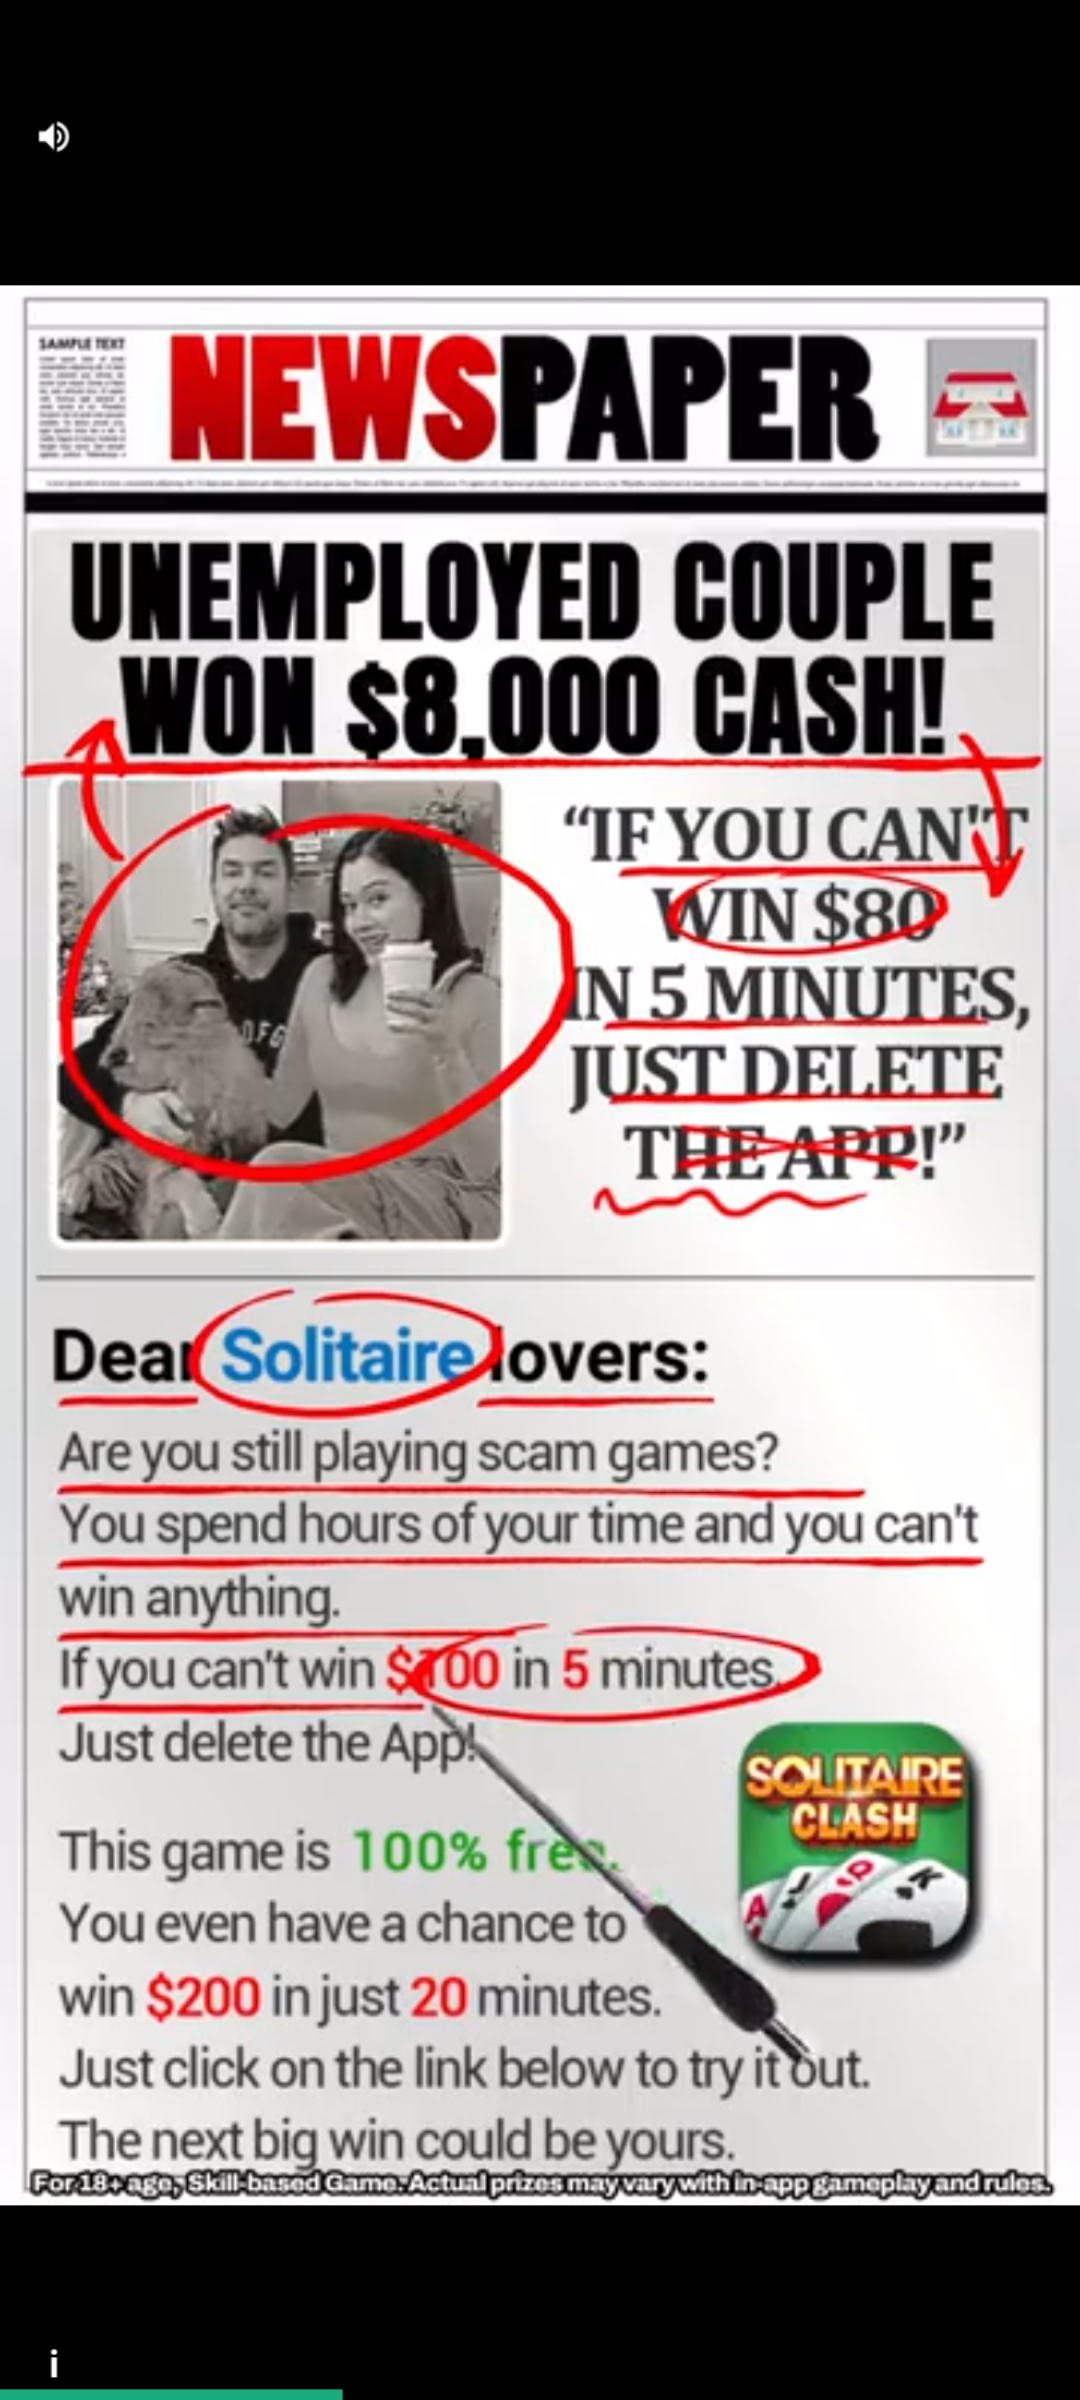 SAMPLE TEXT
NEWSPAPER
UNEMPLOYED COUPLE
WON $8,000 CASH!
“IF YOU CAN'T
WIN $80
IN 5 MINUTES,
JUST DELETE
THE APP!”
Dear Solitaire lovers:
Are you still playing scam games?
You spend hours of your time and you can't
win anything.
If you can't win $100 in 5 minutes.
Just delete the App!
SOLITAIRE
CLASH
A J Q K
This game is 100% free.
You even have a chance to
win $200 in just 20 minutes.
Just click on the link below to try it out.
The next big win could be yours.
For 18+ age, Skill-based Game. Actual prizes may vary with in-app gameplay and rules.
i